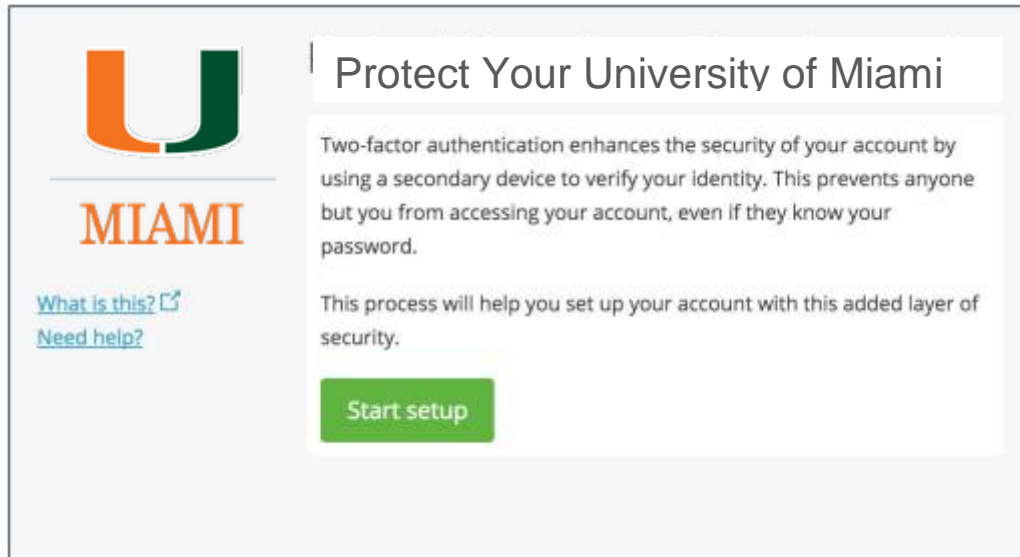 Protect Your University of Miami
U
MIAMI
What is this?
Need help?
Two-factor authentication enhances the security of your account by
using a secondary device to verify your identity. This prevents anyone
but you from accessing your account, even if they know your
password.
This process will help you set up your account with this added layer of
security.
Start setup